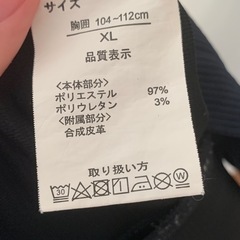 サイズ
胸囲 104~112cm
XL
品質表示
<本体部分>
ポリエステル 97%
ポリウレタン 3%
<附属部分>
合成皮革
取り扱い方
30 W